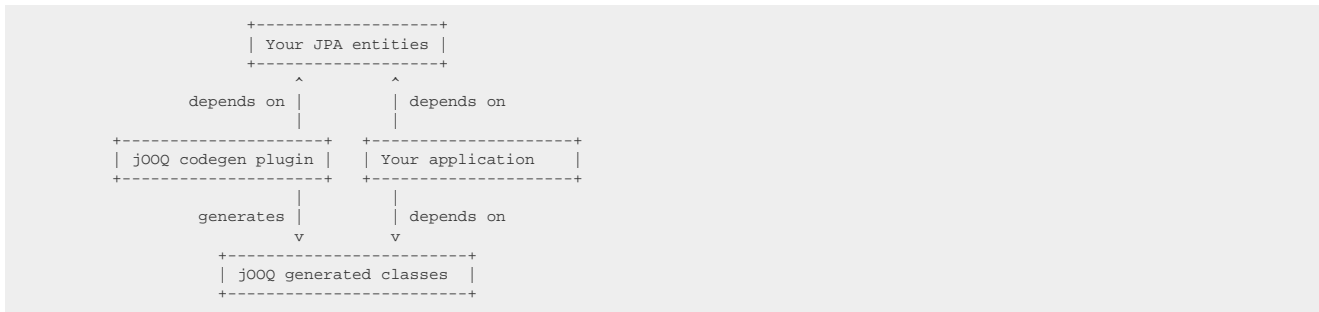 Your JPA entities
depends on depends on
jOOQ codegen plugin Your application
generates depends on
jOOQ generated classes